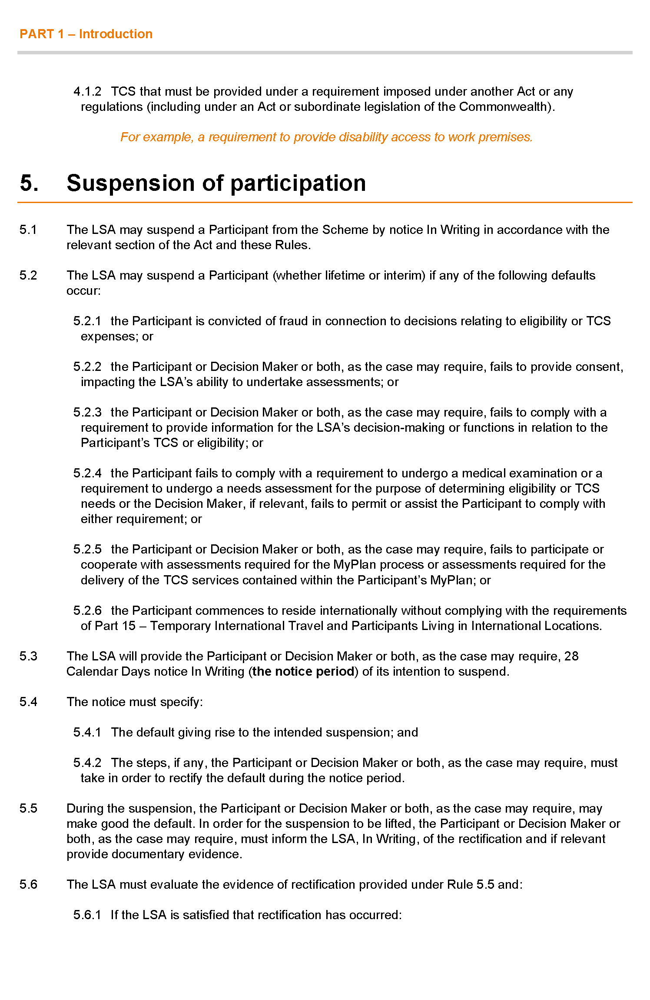 PART 1 – Introduction
4.1.2 TCS that must be provided under a requirement imposed under another Act or any
regulations (including under an Act or subordinate legislation of the Commonwealth).
For example, a requirement to provide disability access to work premises.
5. Suspension of participation
5.1 The LSA may suspend a Participant from the Scheme by notice In Writing in accordance with the
relevant section of the Act and these Rules.
5.2 The LSA may suspend a Participant (whether lifetime or interim) if any of the following defaults
occur:
5.2.1 the Participant is convicted of fraud in connection to decisions relating to eligibility or TCS
expenses; or
5.2.2 the Participant or Decision Maker or both, as the case may require, fails to provide consent,
impacting the LSA’s ability to undertake assessments; or
5.2.3 the Participant or Decision Maker or both, as the case may require, fails to comply with a
requirement to provide information for the LSA’s decision-making or functions in relation to the
Participant’s TCS or eligibility; or
5.2.4 the Participant fails to comply with a requirement to undergo a medical examination or a
requirement to undergo a needs assessment for the purpose of determining eligibility or TCS
needs or the Decision Maker, if relevant, fails to permit or assist the Participant to comply with
either requirement; or
5.2.5 the Participant or Decision Maker or both, as the case may require, fails to participate or
cooperate with assessments required for the MyPlan process or assessments required for the
delivery of the TCS services contained within the Participant’s MyPlan; or
5.2.6 the Participant commences to reside internationally without complying with the requirements
of Part 15 – Temporary International Travel and Participants Living in International Locations.
5.3 The LSA will provide the Participant or Decision Maker or both, as the case may require, 28
Calendar Days notice In Writing (the notice period) of its intention to suspend.
5.4 The notice must specify:
5.4.1 The default giving rise to the intended suspension; and
5.4.2 The steps, if any, the Participant or Decision Maker or both, as the case may require, must
take in order to rectify the default during the notice period.
5.5 During the suspension, the Participant or Decision Maker or both, as the case may require, may
make good the default. In order for the suspension to be lifted, the Participant or Decision Maker or
both, as the case may require, must inform the LSA, In Writing, of the rectification and if relevant
provide documentary evidence.
5.6 The LSA must evaluate the evidence of rectification provided under Rule 5.5 and:
5.6.1 If the LSA is satisfied that rectification has occurred: